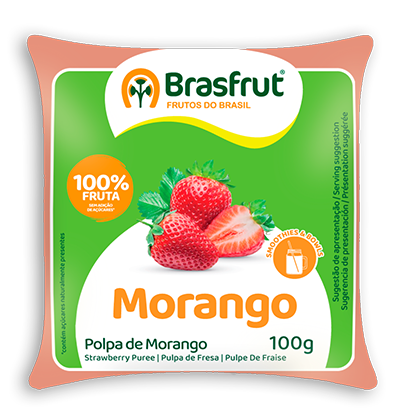 Brasfrut®
FRUTOS DO BRASIL
100%
FRUTA
SEM ADIÇÃO
DE AÇÚCARES*
SMOOTHIES & BOWLS
Sugestão de apresentação / Serving suggestion
Sugerencia de presentación / Présentation suggérée
*contém açúcares naturalmente presentes
Morango
Polpa de Morango 100g
Strawberry Puree | Pulpa de Fresa | Pulpe De Fraise